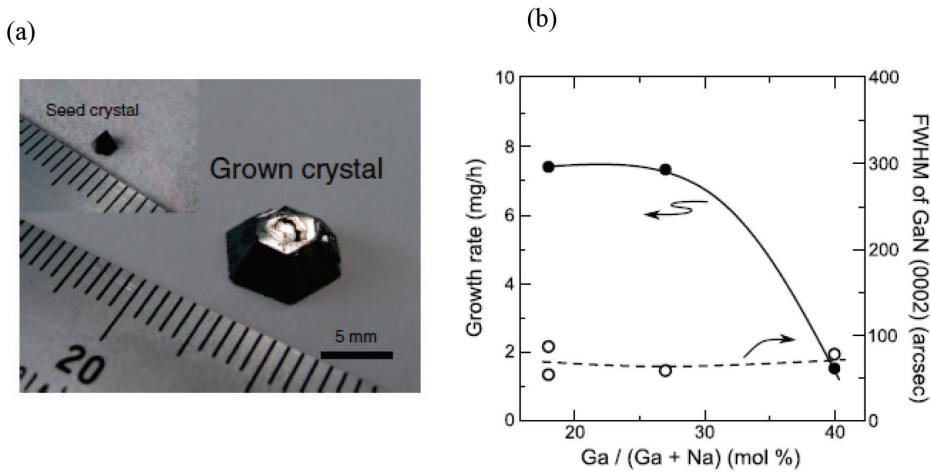 (a)
Seed crystal
Grown crystal
5 mm
20
(b)
10
8
6
4
2
0
Growth rate (mg/h)
400
300
200
100
0
FWHM of GaN (0002) (arcsec)
20
30
40
Ga / (Ga + Na) (mol %)